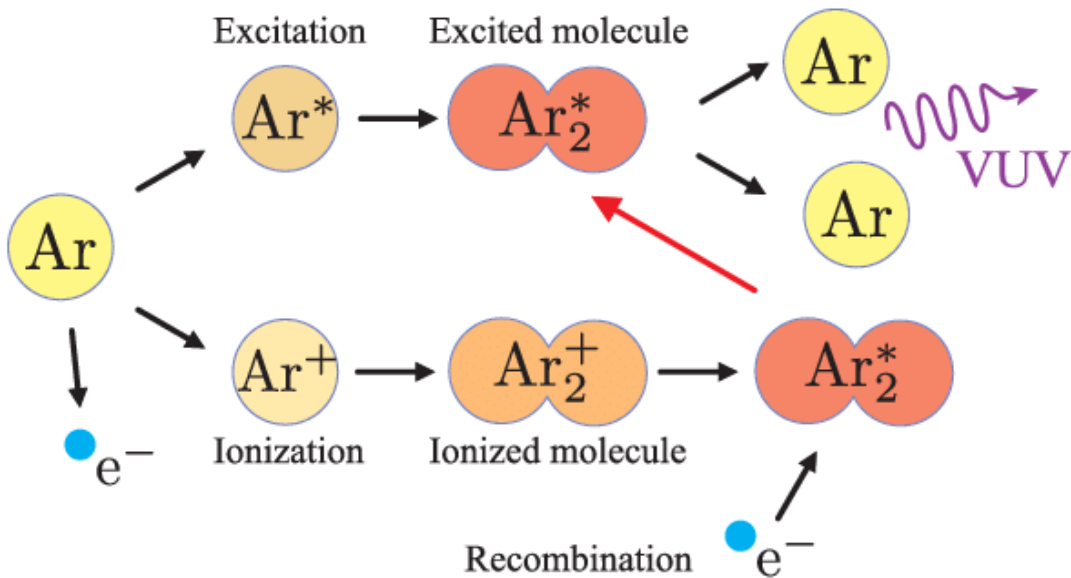 Excitation
Excited molecule
Ar
Ar*
Ar₂*
VUV
Ar
Ar
Ar⁺
Ar₂⁺
Ar₂*
Ionization
Ionized molecule
e⁻
Recombination
e⁻